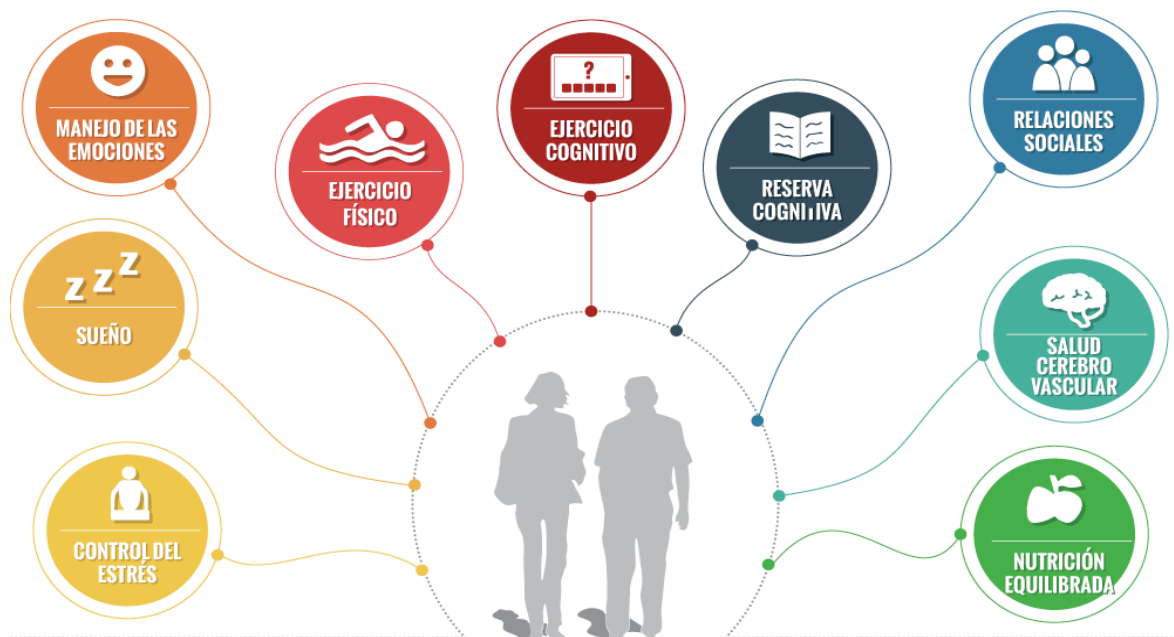 MANEJO DE LAS
EMOCIONES
EJERCICIO
FÍSICO
?
EJERCICIO
COGNITIVO
RESERVA
COGNITIVA
RELACIONES
SOCIALES
z z z
SUEÑO
SALUD
CEREBRO
VASCULAR
CONTROL DEL
ESTRÉS
NUTRICIÓN
EQUILIBRADA